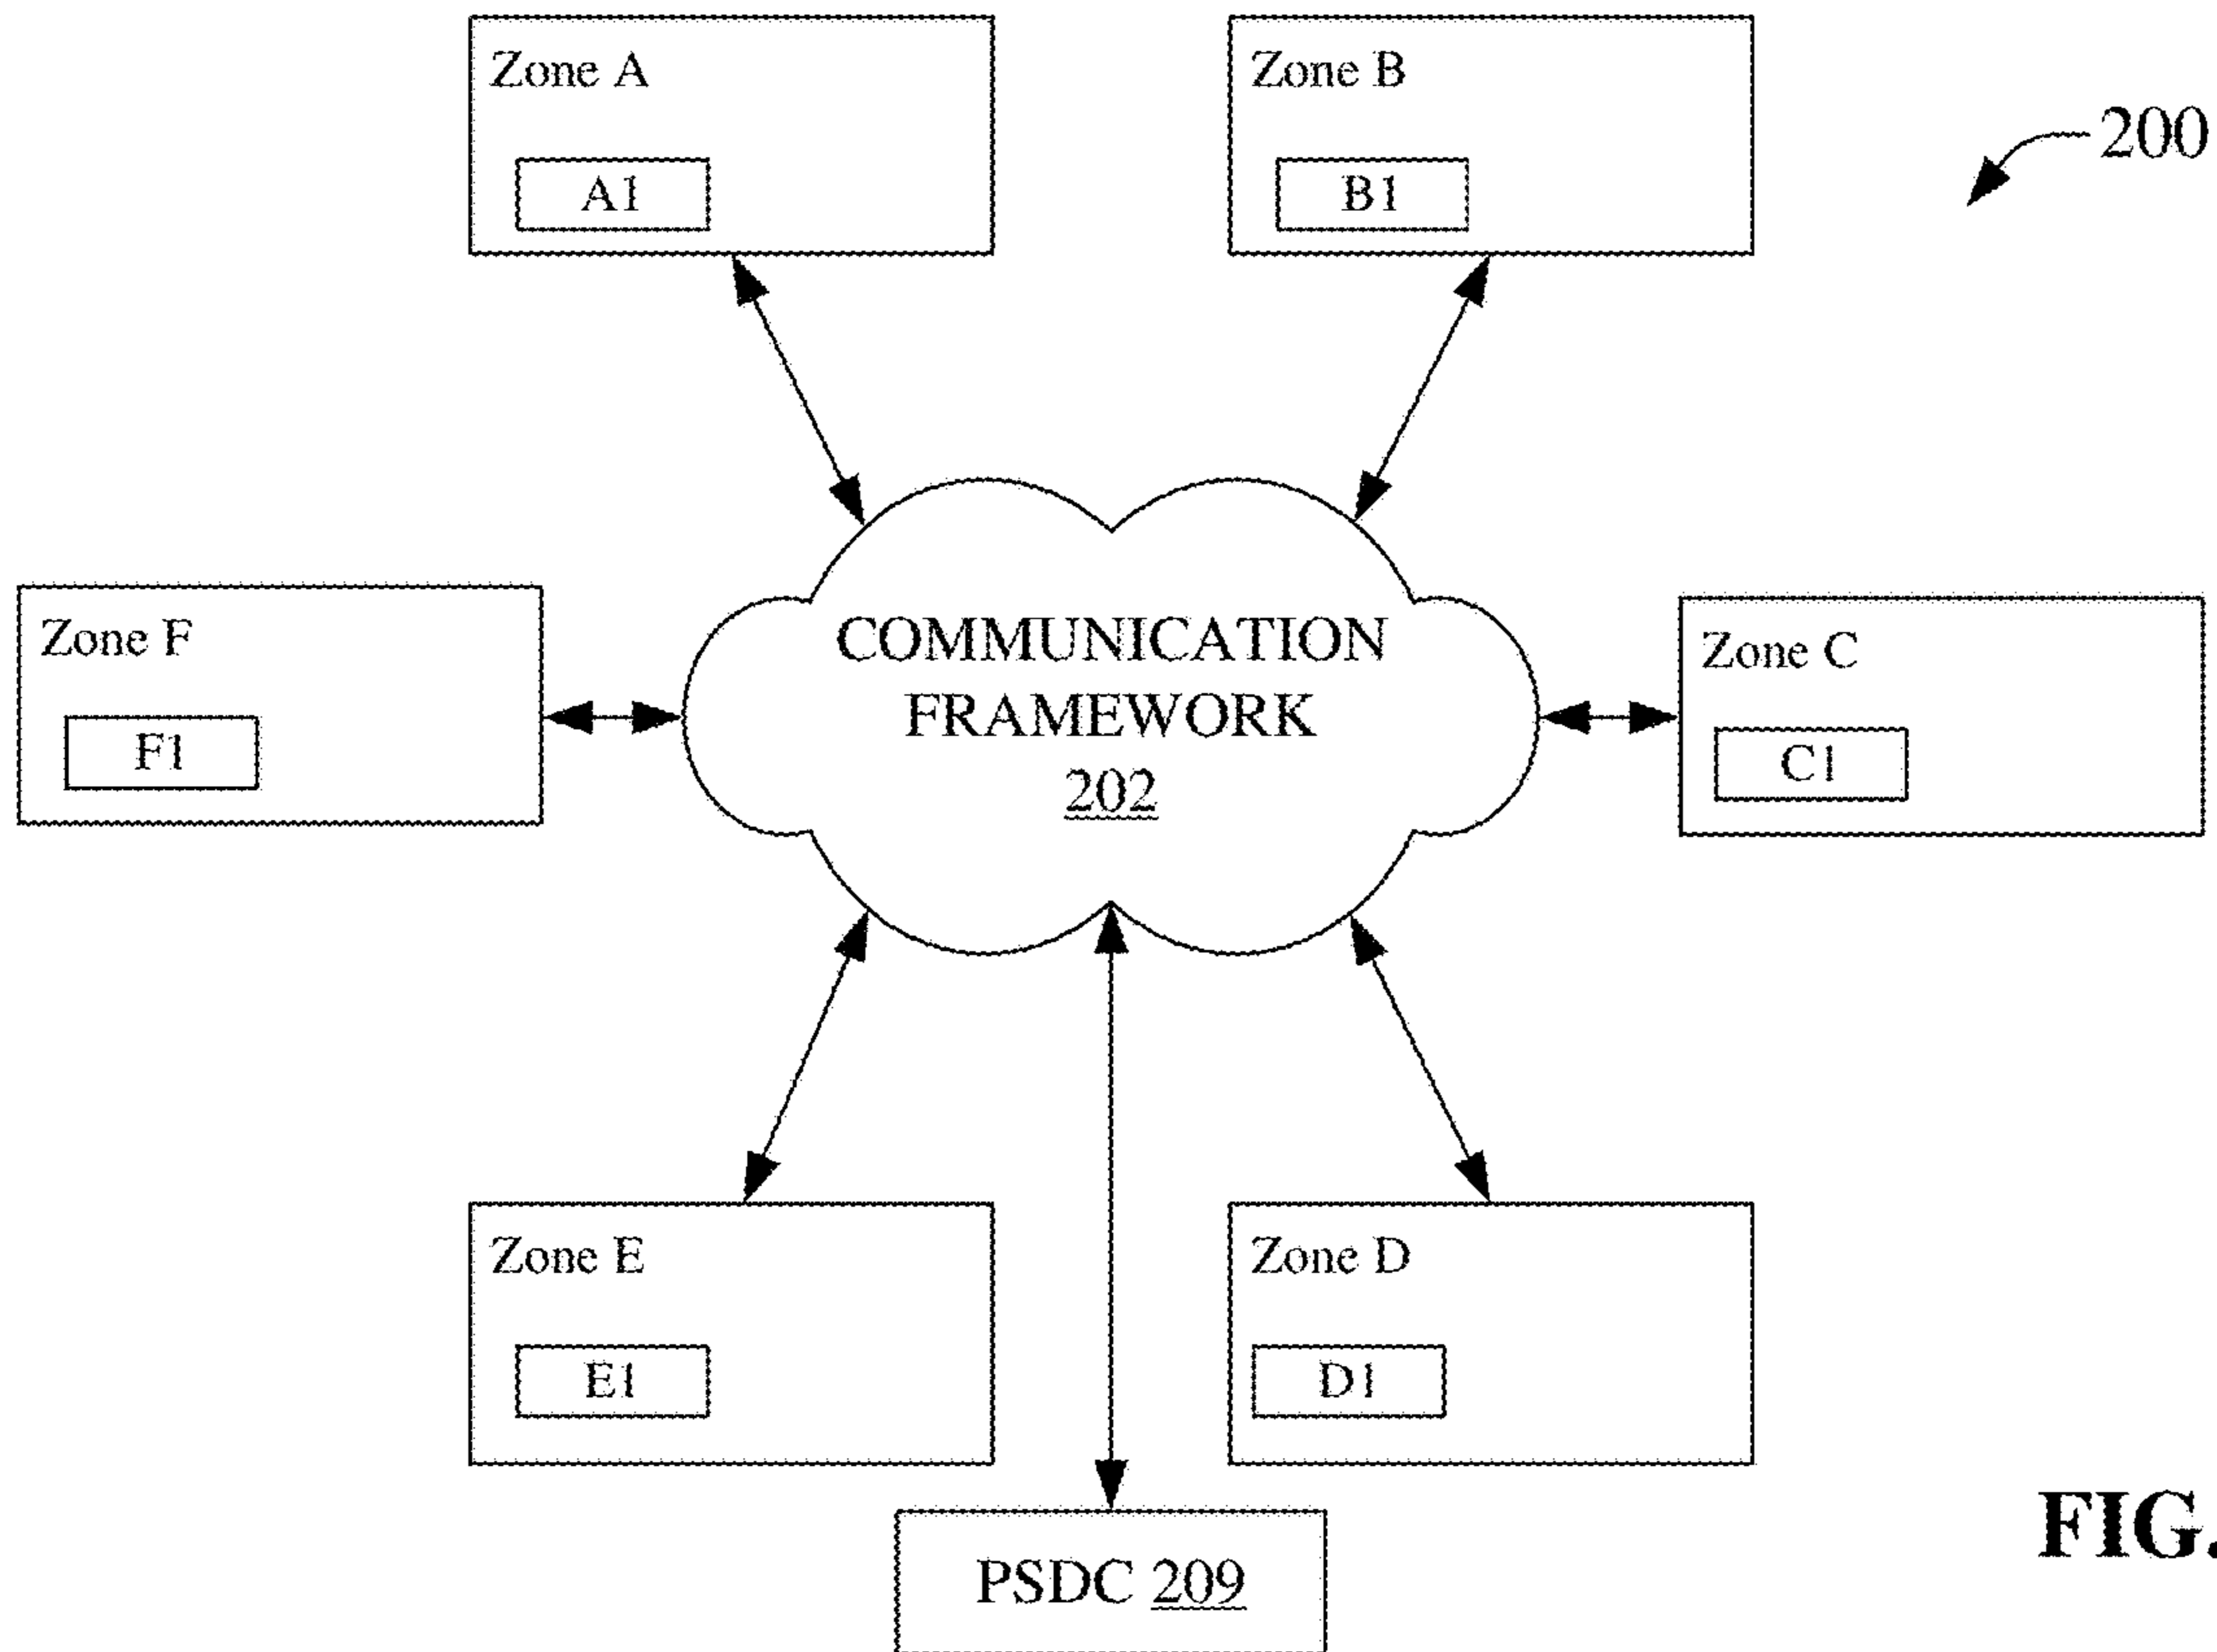 Zone A
Zone B
200
A1
B1
COMMUNICATION
FRAMEWORK
202
Zone F
F1
Zone C
C1
Zone E
E1
Zone D
D1
PSDC 209
FIG.